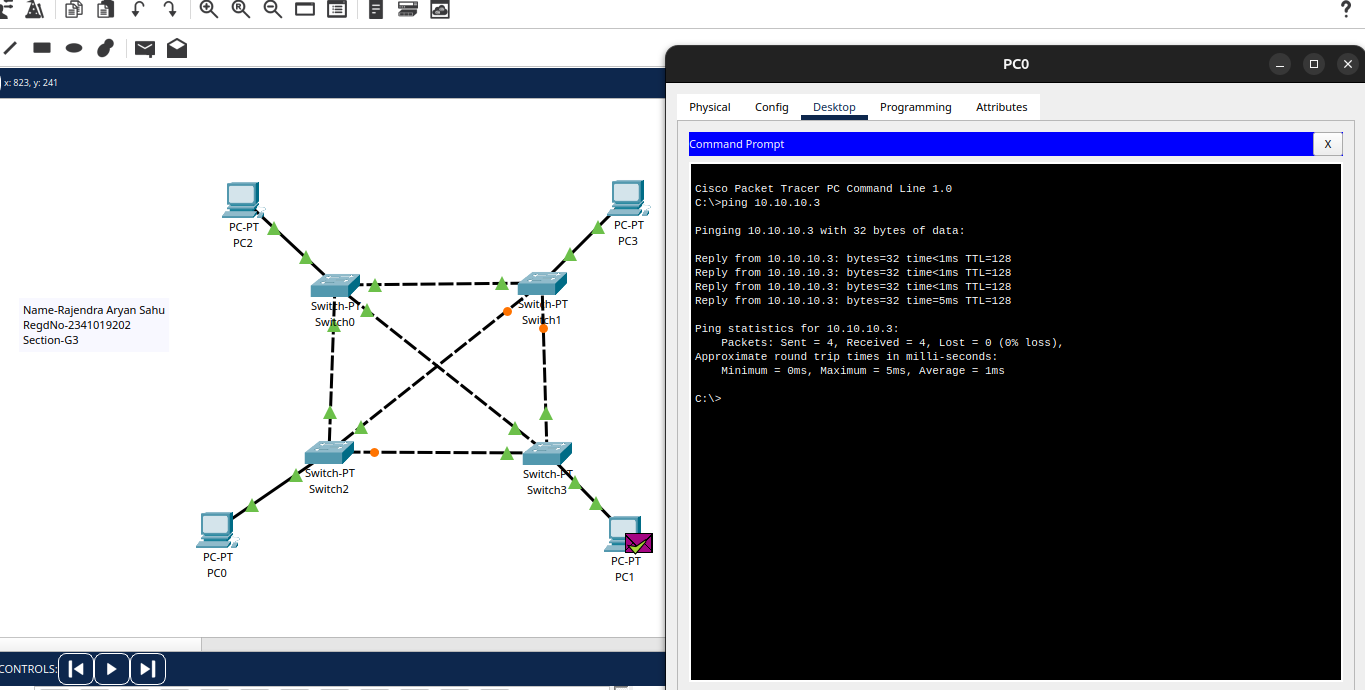 x: 823, y: 241
PC0
Physical Config Desktop Programming Attributes
Command Prompt
X
Cisco Packet Tracer PC Command Line 1.0
C:\>ping 10.10.10.3
Pinging 10.10.10.3 with 32 bytes of data:
Reply from 10.10.10.3: bytes=32 time<1ms TTL=128
Reply from 10.10.10.3: bytes=32 time<1ms TTL=128
Reply from 10.10.10.3: bytes=32 time<1ms TTL=128
Reply from 10.10.10.3: bytes=32 time=5ms TTL=128
Ping statistics for 10.10.10.3:
Packets: Sent = 4, Received = 4, Lost = 0 (0% loss),
Approximate round trip times in milli-seconds:
Minimum = 0ms, Maximum = 5ms, Average = 1ms
C:\>
PC-PT
PC2
PC-PT
PC3
Switch-PT
Switch0
Switch-PT
Switch1
Name-Rajendra Aryan Sahu
RegdNo-2341019202
Section-G3
Switch-PT
Switch2
Switch-PT
Switch3
PC-PT
PC0
PC-PT
PC1
CONTROLS: